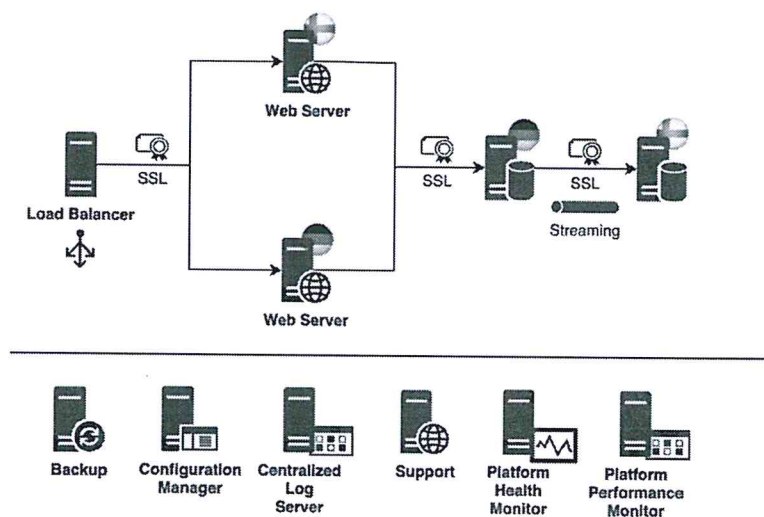 Web Server
SSL
SSL
SSL
Load Balancer
Streaming
Web Server
Backup
Configuration
Manager
Centralized
Log
Server
Support
Platform
Health
Monitor
Platform
Performance
Monitor